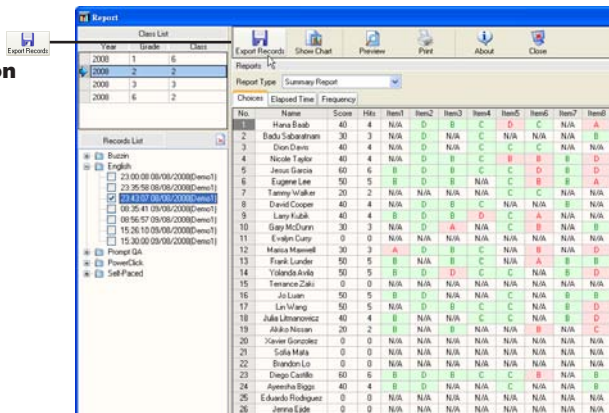 Report
Export Records
on
Class List
Year Grade Class
2008 1 6
2008 2 2
2008 3 3
2008 6 2
Records List
Buzzin
English
23:00:08 08/08/2008(Demo1)
23:35:58 08/08/2008(Demo1)
23:43:07 08/08/2008(Demo1)
08:35:41 09/08/2008(Demo1)
08:56:57 09/08/2008(Demo1)
15:26:10 09/08/2008(Demo1)
15:30:00 09/08/2008(Demo1)
Prompt QA
PowerClick
Self-Paced
Export Records Show Chart Preview Print About Close
Reports
Report Type Summary Report
Choices Elapsed Time Frequency
No. Name Score Hits Item1 Item2 Item3 Item4 Item5 Item6 Item7 Item8
1 Hana Baab 40 4 N/A D B C D C N/A A
2 Badu Sabaratnam 30 3 N/A D N/A C N/A N/A N/A B
3 Dion Davis 40 4 N/A D N/A C C C N/A N/A
4 Nicole Taylor 40 4 N/A D B C B B B D
5 Jesus Garcia 60 6 B D B C C D B D
6 Eugene Lee 50 5 B D B N/A C B B A
7 Tammy Walker 20 2 N/A N/A N/A N/A C C N/A N/A
8 David Cooper 40 4 N/A D B C N/A N/A B N/A
9 Larry Kubik 40 4 B D B D C A N/A N/A
10 Gary McDunn 30 3 N/A D A N/A C B N/A B
11 Evalyn Curry 0 0 N/A N/A N/A N/A N/A N/A N/A N/A
12 Marisa Maxwell 30 3 A D B C N/A B N/A D
13 Frank Lunder 50 5 B N/A B C N/A A B B
14 Yolanda Avila 50 5 B D D C C N/A B D
15 Terrance Zaki 0 0 N/A N/A N/A N/A N/A N/A N/A N/A
16 Jo Luan 50 5 B D N/A N/A C N/A B B
17 Lin Wang 50 5 N/A D B C C N/A B D
18 Julia Litmanowicz 40 4 B N/A B C N/A N/A B D
19 Akiko Nissan 20 2 N/A N/A B N/A N/A B N/A C
20 Xavier Gonzolez 0 0 N/A N/A N/A N/A N/A N/A N/A N/A
21 Sofia Mata 0 0 N/A N/A N/A N/A N/A N/A N/A N/A
22 Brandon Lo 0 0 N/A N/A N/A N/A N/A N/A N/A N/A
23 Diego Castillo 60 6 B D B C C B N/A B
24 Ayeesha Biggs 40 4 B D N/A N/A C N/A N/A B
25 Eduardo Rodriguez 0 0 N/A N/A N/A N/A N/A N/A N/A N/A
26 Jenna Eide 0 0 N/A N/A N/A N/A N/A N/A N/A N/A